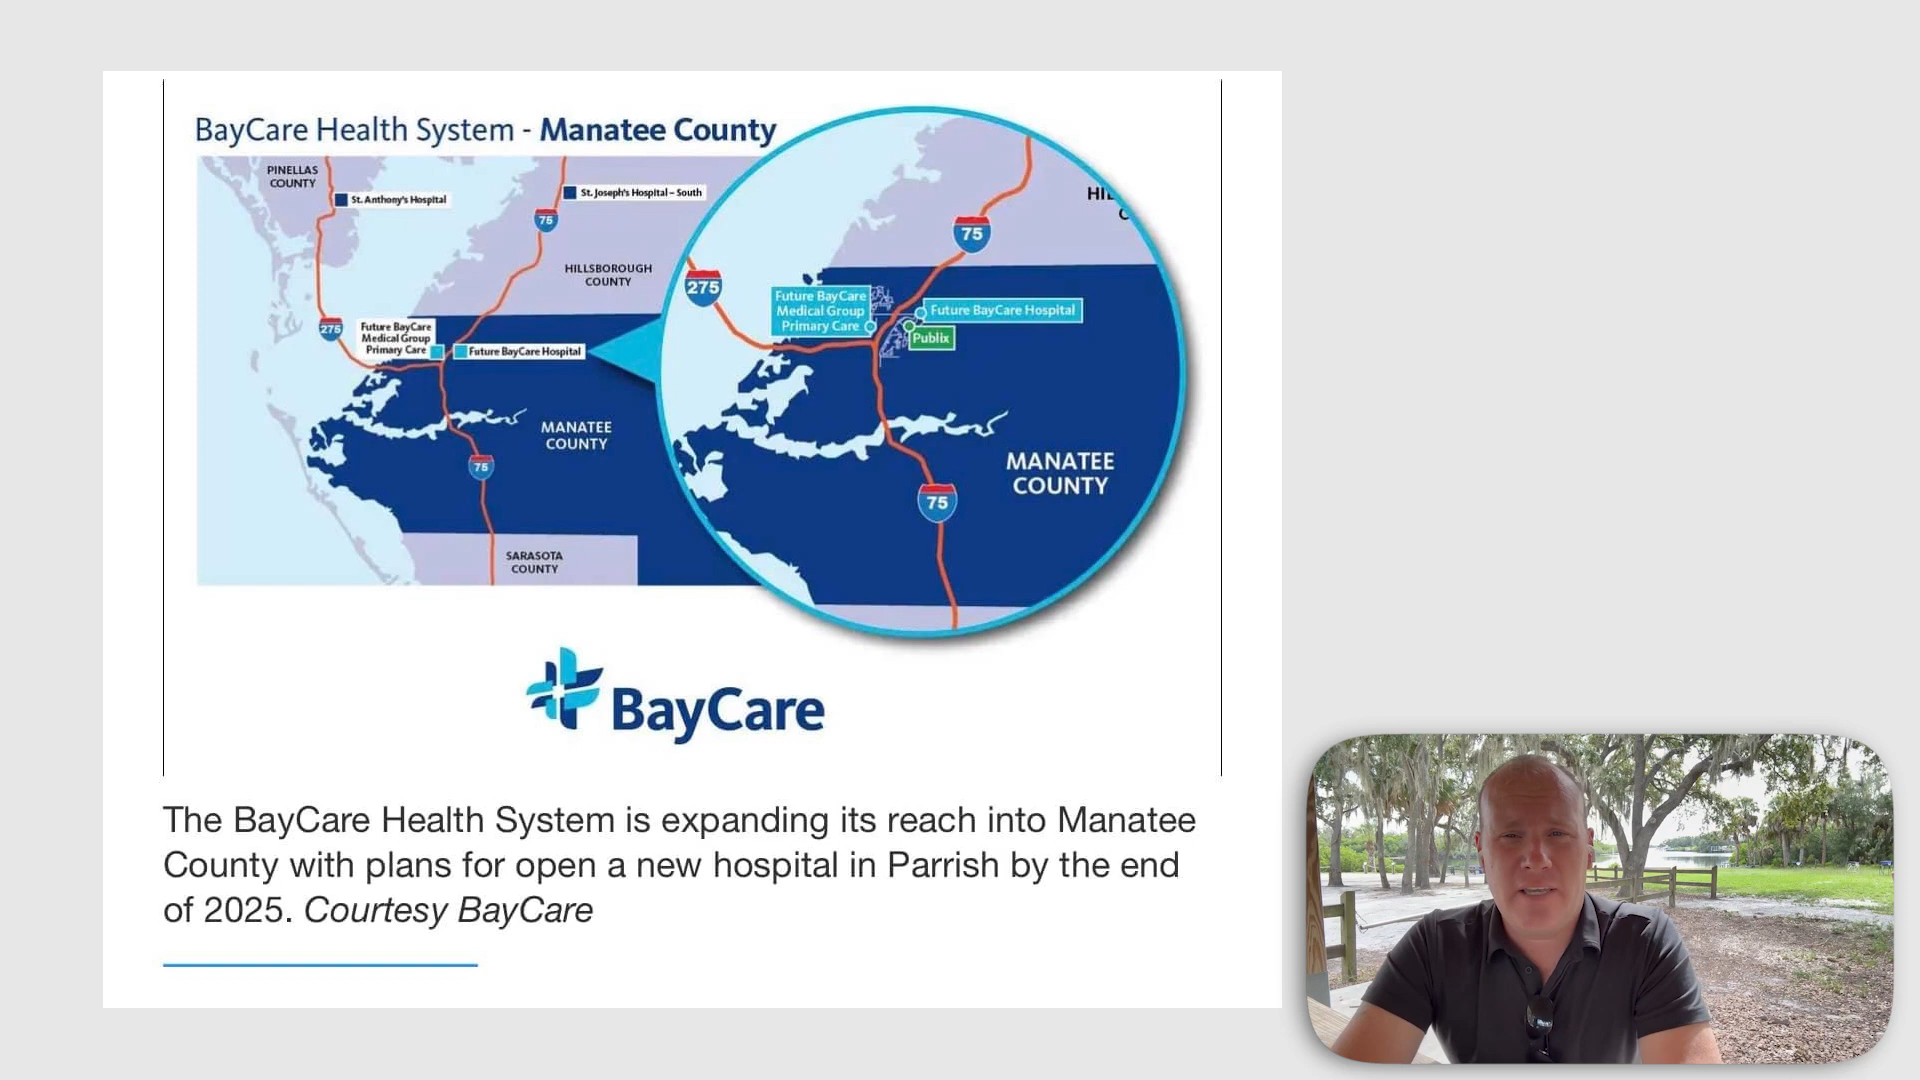 BayCare Health System - Manatee County
PINELLAS
COUNTY
St. Anthony's Hospital
St. Joseph's Hospital – South
75
HILLSBOROUGH
COUNTY
275
Future BayCare
Medical Group
Primary Care
Future BayCare Hospital
MANATEE
COUNTY
75
SARASOTA
COUNTY
HIL
C
75
275
Future BayCare
Medical Group
Primary Care
Future BayCare Hospital
Publix
MANATEE
COUNTY
75
BayCare
The BayCare Health System is expanding its reach into Manatee
County with plans for open a new hospital in Parrish by the end
of 2025. Courtesy BayCare